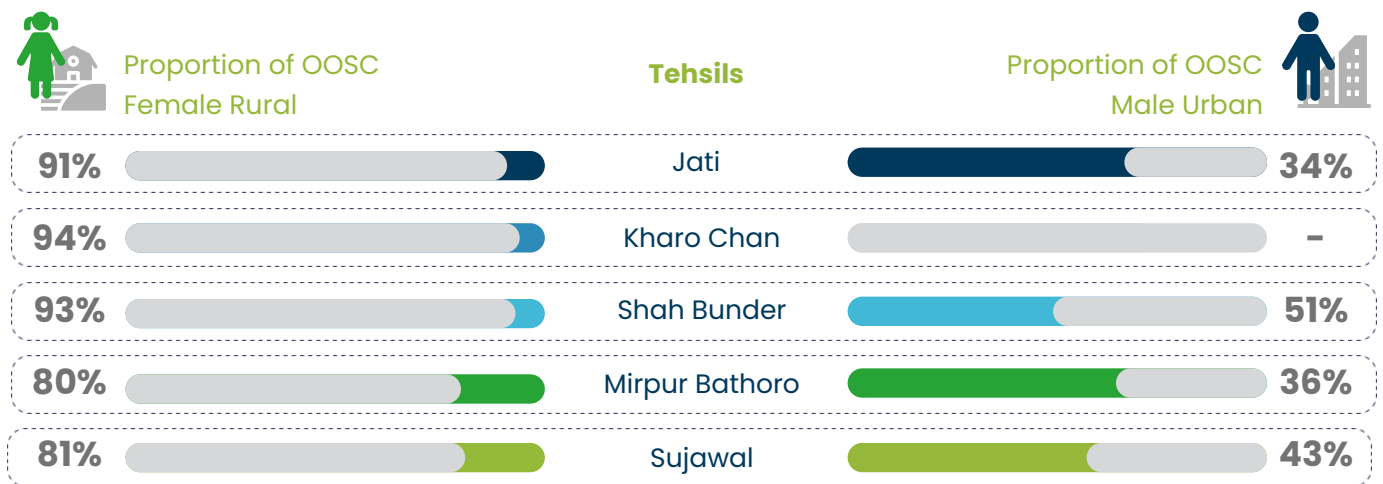 Proportion of OOSC
Female Rural
Tehsils
Proportion of OOSC
Male Urban
91% Jati 34%
94% Kharo Chan -
93% Shah Bunder 51%
80% Mirpur Bathoro 36%
81% Sujawal 43%